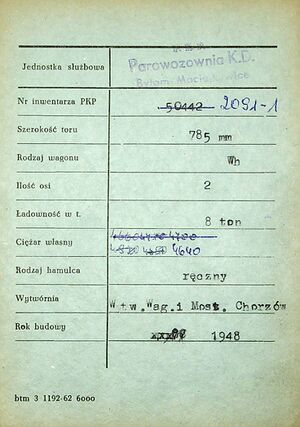 Parowozownia K.D.
Jednostka służbowa
Nr inwentarza PKP 50442 2091-1
Szerokość toru 785 mm
Rodzaj wagonu Wh
Ilość osi 2
Ładowność w t. 8 ton
Ciężar własny 4640
Rodzaj hamulca ręczny
Wytwórnia Wtw.Wag.i Most. Chorzów
Rok budowy 1948
btm 3 1192-62 6000